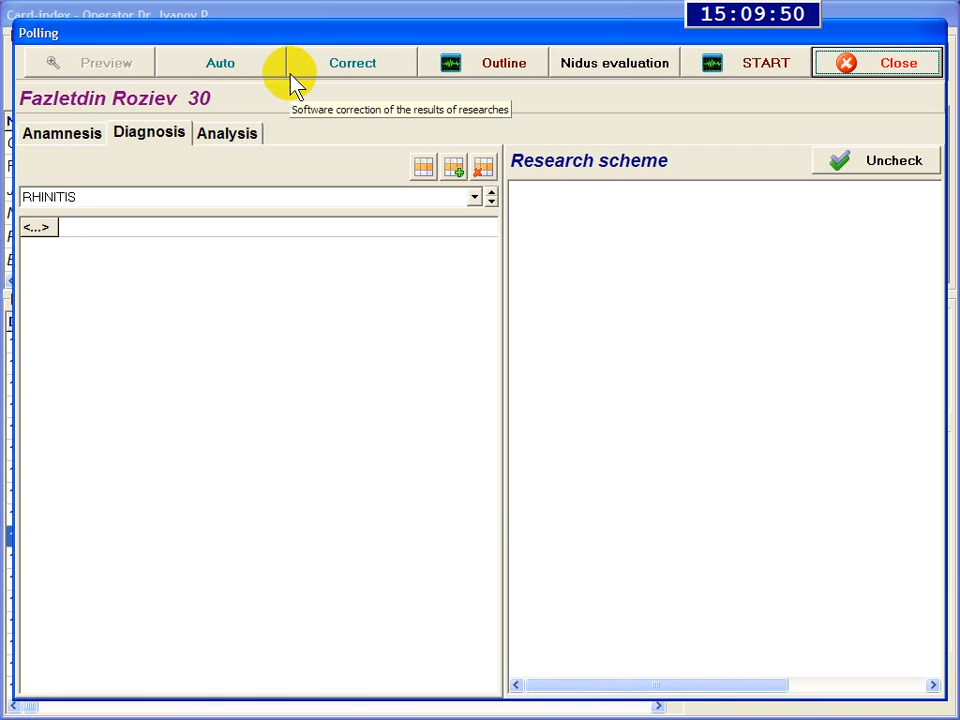 Card-index - Operator Dr. Ivanov P.
15:09:50
Polling
Preview
Auto
Correct
Outline
Nidus evaluation
START
Close
Fazletdin Roziev 30
Software correction of the results of researches
Anamnesis
Diagnosis
Analysis
Research scheme
Uncheck
RHINITIS
<...>